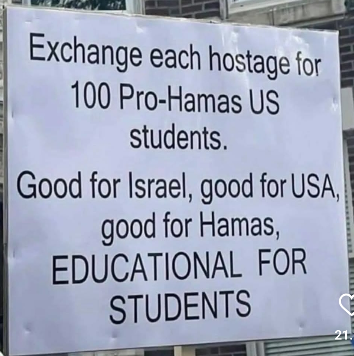 Exchange each hostage for
100 Pro-Hamas US
students.
Good for Israel, good for USA,
good for Hamas,
EDUCATIONAL FOR
STUDENTS
21.